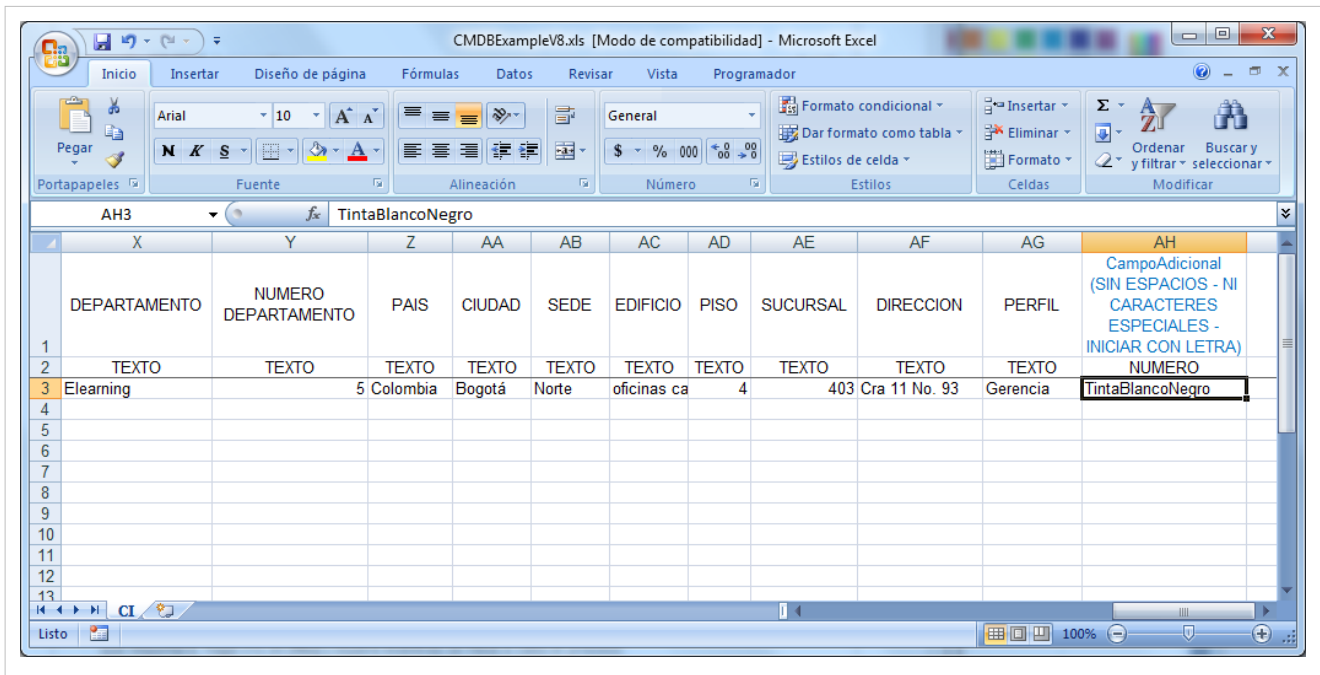 CMDBExampleV8.xls [Modo de compatibilidad] - Microsoft Excel
Inicio Insertar Diseño de página Fórmulas Datos Revisar Vista Programador
Arial 10 A A General Formato condicional Insertar Σ
Dar formato como tabla Eliminar
Pegar N K S A $ % 000 Estilos de celda Formato Ordenar y filtrar Buscar y seleccionar
Portapapeles Fuente Alineación Número Estilos Celdas Modificar
AH3 fx TintaBlancoNegro
X Y Z AA AB AC AD AE AF AG AH
1 DEPARTAMENTO NUMERO DEPARTAMENTO PAIS CIUDAD SEDE EDIFICIO PISO SUCURSAL DIRECCION PERFIL CampoAdicional (SIN ESPACIOS - NI CARACTERES ESPECIALES - INICIAR CON LETRA)
2 TEXTO TEXTO TEXTO TEXTO TEXTO TEXTO TEXTO TEXTO TEXTO TEXTO NUMERO
3 Elearning 5 Colombia Bogotá Norte oficinas ca 4 403 Cra 11 No. 93 Gerencia TintaBlancoNegro
4
5
6
7
8
9
10
11
12
13
CI
Listo 100%